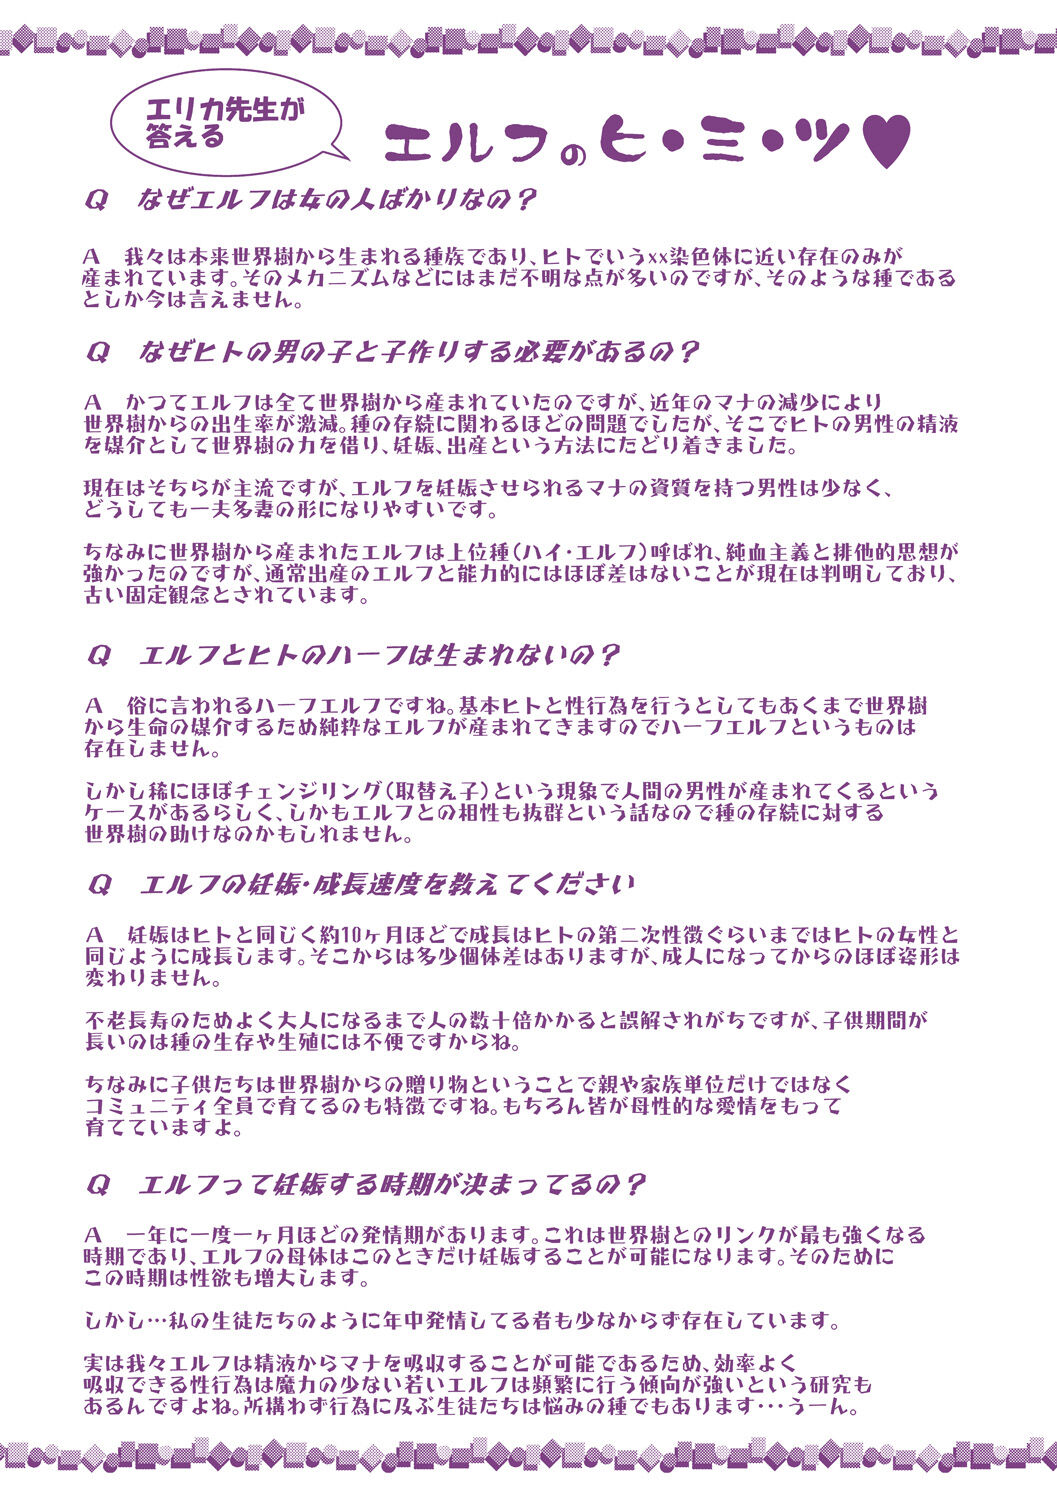 エリカ先生が
答える
エルフのヒ・ミ・ツ♥
Q　なぜエルフは女の人ばかりなの？
A　我々は本来世界樹から生まれる種族であり、ヒトでいうxx染色体に近い存在のみが
産まれています。そのメカニズムなどにはまだ不明な点が多いのですが、そのような種である
としか今は言えません。
Q　なぜヒトの男の子と子作りする必要があるの？
A　かつてエルフは全て世界樹から産まれていたのですが、近年のマナの減少により
世界樹からの出生率が激減。種の存続に関わるほどの問題でしたが、そこでヒトの男性の精液
を媒介として世界樹の力を借り、妊娠、出産という方法にたどり着きました。
現在はそちらが主流ですが、エルフを妊娠させられるマナの資質を持つ男性は少なく、
どうしても一夫多妻の形になりやすいです。
ちなみに世界樹から産まれたエルフは上位種（ハイ・エルフ）呼ばれ、純血主義と排他的思想が
強かったのですが、通常出産のエルフと能力的にはほぼ差はないことが現在は判明しており、
古い固定観念とされています。
Q　エルフとヒトのハーフは生まれないの？
A　俗に言われるハーフエルフですね。基本ヒトと性行為を行うとしてもあくまで世界樹
から生命の媒介するため純粋なエルフが産まれてきますのでハーフエルフというものは
存在しません。
しかし稀にほぼチェンジリング（取替え子）という現象で人間の男性が産まれてくるという
ケースがあるらしく、しかもエルフとの相性も抜群という話なので種の存続に対する
世界樹の助けなのかもしれません。
Q　エルフの妊娠・成長速度を教えてください
A　妊娠はヒトと同じく約10ヶ月ほどで成長はヒトの第二次性徴ぐらいまではヒトの女性と
同じように成長します。そこからは多少個体差はありますが、成人になってからのほぼ姿形は
変わりません。
不老長寿のためよく大人になるまで人の数十倍かかると誤解されがちですが、子供期間が
長いのは種の生存や生殖には不便ですからね。
ちなみに子供たちは世界樹からの贈り物ということで親や家族単位だけではなく
コミュニティ全員で育てるのも特徴ですね。もちろん皆が母性的な愛情をもって
育てていますよ。
Q　エルフって妊娠する時期が決まってるの？
A　一年に一度一ヶ月ほどの発情期があります。これは世界樹とのリンクが最も強くなる
時期であり、エルフの母体はこのときだけ妊娠することが可能になります。そのために
この時期は性欲も増大します。
しかし…私の生徒たちのように年中発情してる者も少なからず存在しています。
実は我々エルフは精液からマナを吸収することが可能であるため、効率よく
吸収できる性行為は魔力の少ない若いエルフは頻繁に行う傾向が強いという研究も
あるんですよね。所構わず行為に及ぶ生徒たちは悩みの種でもあります・・・うーん。